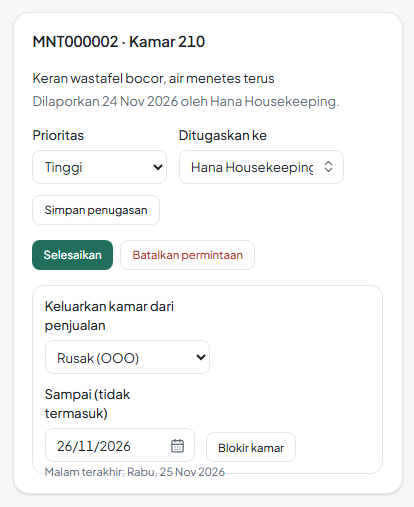 MNT000002 · Kamar 210
Keran wastafel bocor, air menetes terus
Dilaporkan 24 Nov 2026 oleh Hana Housekeeping.
Prioritas
Ditugaskan ke
Tinggi
Hana Housekeeping
Simpan penugasan
Selesaikan
Batalkan permintaan
Keluarkan kamar dari
penjualan
Rusak (OOO)
Sampai (tidak
termasuk)
26/11/2026
Blokir kamar
Malam terakhir: Rabu, 25 Nov 2026